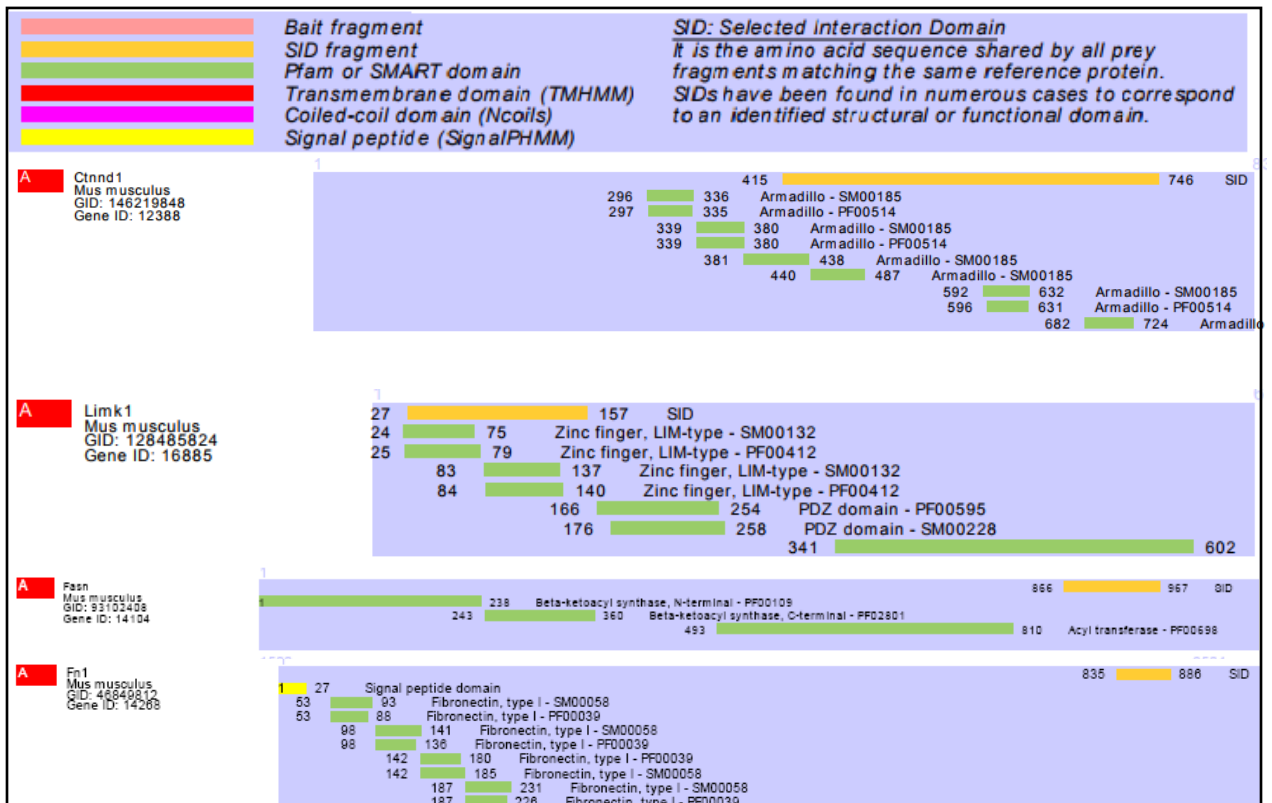 Bait fragment
SID fragment
Pfam or SMART domain
Transmembrane domain (TMHMM)
Coiled-coil domain (Ncoils)
Signal peptide (SignalPHMM)
SID: Selected Interaction Domain
It is the amino acid sequence shared by all prey
fragments matching the same reference protein.
SIDs have been found in numerous cases to correspond
to an identified structural or functional domain.
A
Ctnnd1
Mus musculus
GID: 146219848
Gene ID: 12388
1
415 746 SID
296 336 Armadillo - SM00185
297 335 Armadillo - PF00514
339 380 Armadillo - SM00185
339 380 Armadillo - PF00514
381 438 Armadillo - SM00185
440 487 Armadillo - SM00185
592 632 Armadillo - SM00185
596 631 Armadillo - PF00514
682 724 Armadillo
A
Limk1
Mus musculus
GID: 128485824
Gene ID: 16885
27 157 SID
24 75 Zinc finger, LIM-type - SM00132
25 79 Zinc finger, LIM-type - PF00412
83 137 Zinc finger, LIM-type - SM00132
84 140 Zinc finger, LIM-type - PF00412
166 254 PDZ domain - PF00595
176 258 PDZ domain - SM00228
341 602
A
Fasn
Mus musculus
GID: 93102408
Gene ID: 14104
1
866 967 SID
1 238 Beta-ketoacyl synthase, N-terminal - PF00109
243 360 Beta-ketoacyl synthase, C-terminal - PF02801
493 810 Acyl transferase - PF00698
A
Fn1
Mus musculus
GID: 46849812
Gene ID: 14268
835 886 SID
1 27 Signal peptide domain
53 93 Fibronectin, type I - SM00058
53 88 Fibronectin, type I - PF00039
98 141 Fibronectin, type I - SM00058
98 136 Fibronectin, type I - PF00039
142 180 Fibronectin, type I - PF00039
142 185 Fibronectin, type I - SM00058
187 231 Fibronectin, type I - SM00058
187 226 Fibronectin, type I - PF00039